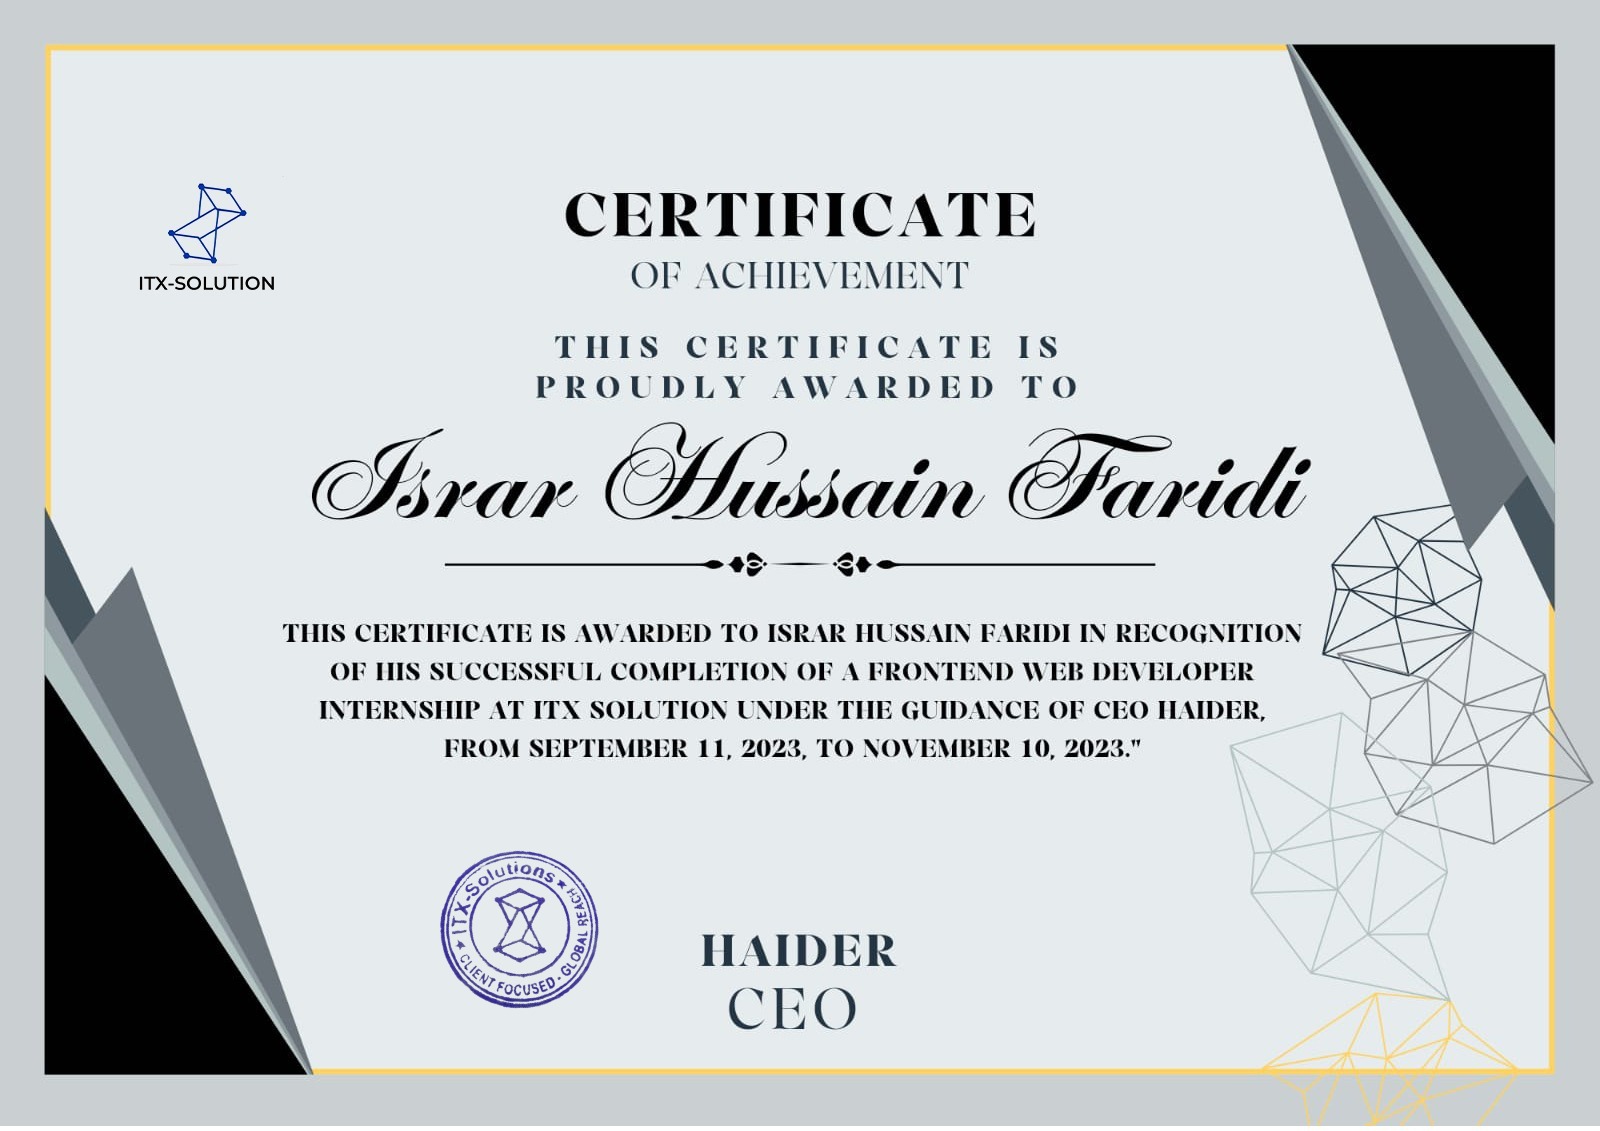 ITX-SOLUTION
CERTIFICATE
OF ACHIEVEMENT
THIS CERTIFICATE IS
PROUDLY AWARDED TO
Israr Hussain Faridi
THIS CERTIFICATE IS AWARDED TO ISRAR HUSSAIN FARIDI IN RECOGNITION
OF HIS SUCCESSFUL COMPLETION OF A FRONTEND WEB DEVELOPER
INTERNSHIP AT ITX SOLUTION UNDER THE GUIDANCE OF CEO HAIDER,
FROM SEPTEMBER 11, 2023, TO NOVEMBER 10, 2023."
ITX-Solutions
CLIENT FOCUSED - GLOBAL REACH
HAIDER
CEO